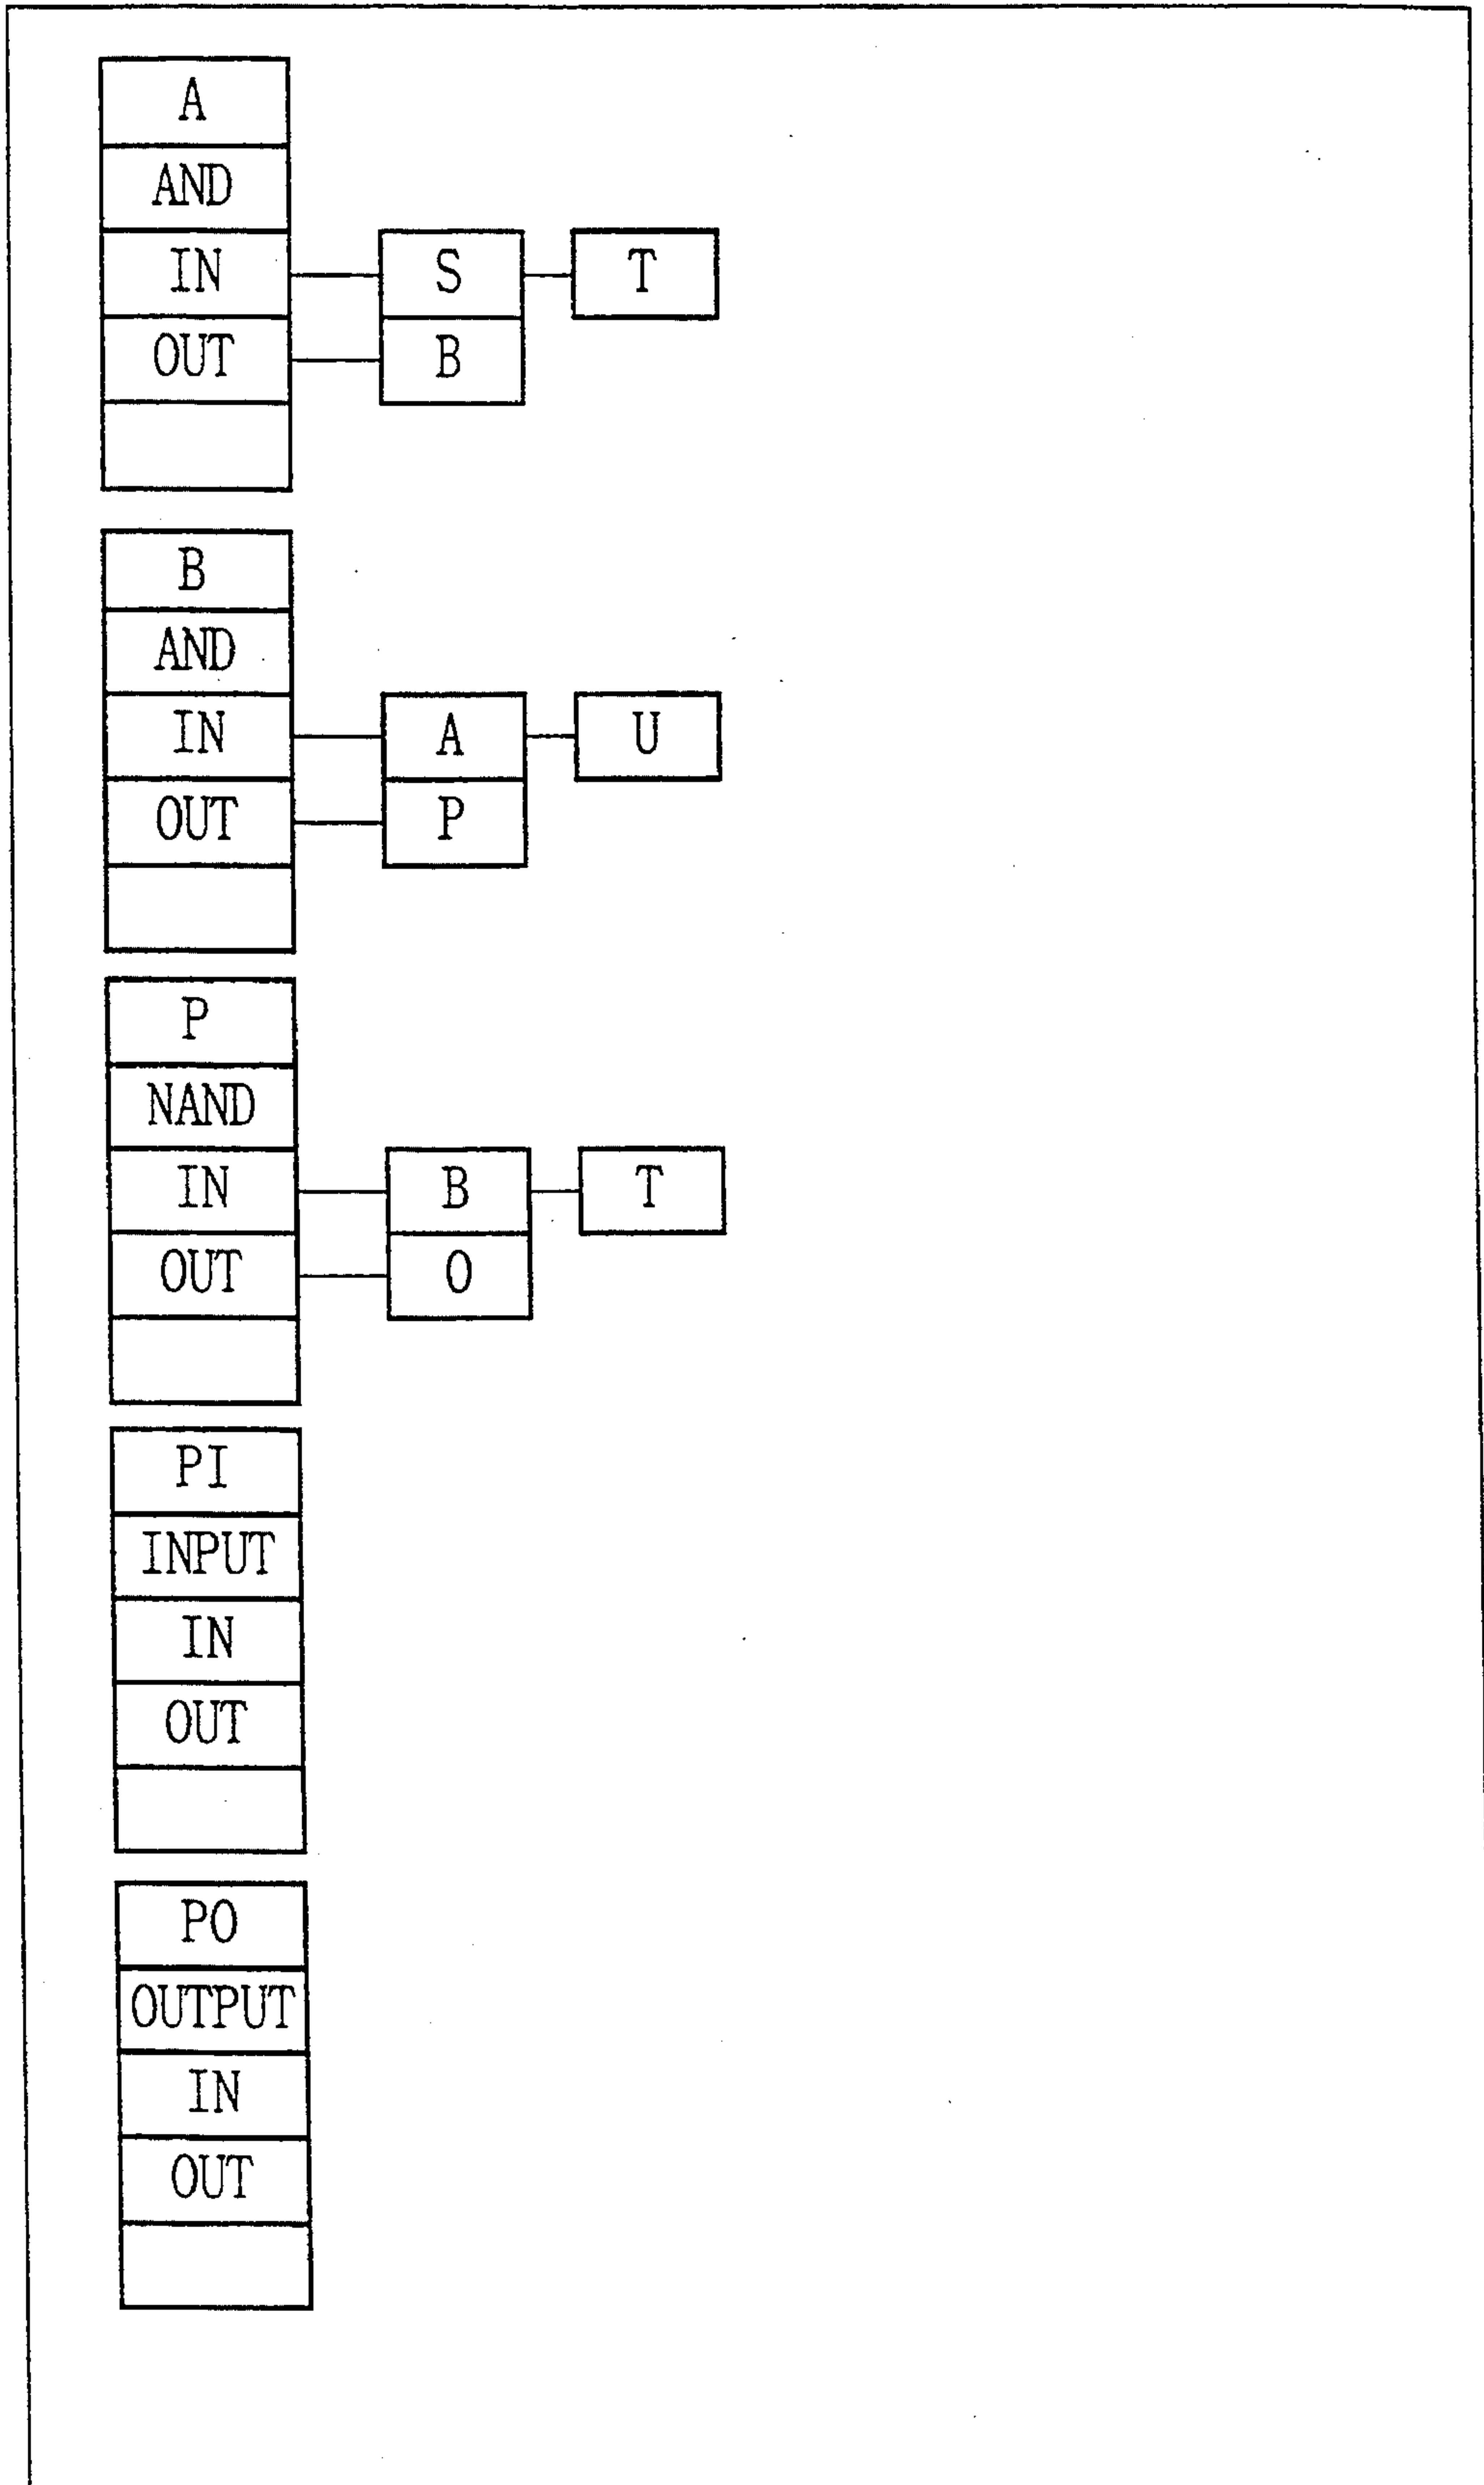 A
AND
IN S T
OUT B
B
AND
IN A U
OUT P
P
NAND
IN B T
OUT O
PI
INPUT
IN
OUT
PO
OUTPUT
IN
OUT